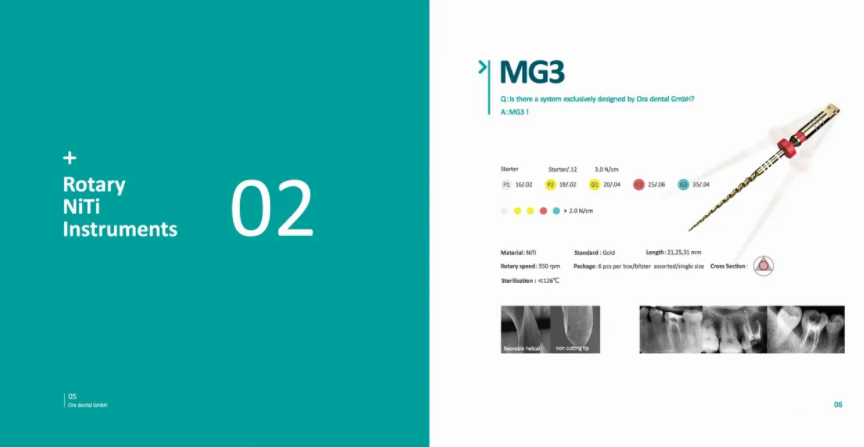 +
Rotary
NiTi
Instruments
02
05
Ora dental GmbH
MG3
Q: Is there a system exclusively designed by Ora dental GmbH?
A: MG3 !
Starter Starter/.12 3.0 N/cm
P1 16/.02 P2 19/.02 G1 20/.04 G2 25/.06 G3 35/.04
2.0 N/cm
Material: NiTi Standard : Gold Length: 21,25,31 mm
Rotary speed: 350 rpm Package: 6 pcs per box/blister assorted/single size Cross Section :
Sterilisation : ≤126℃
favorable helical non cutting tip
06